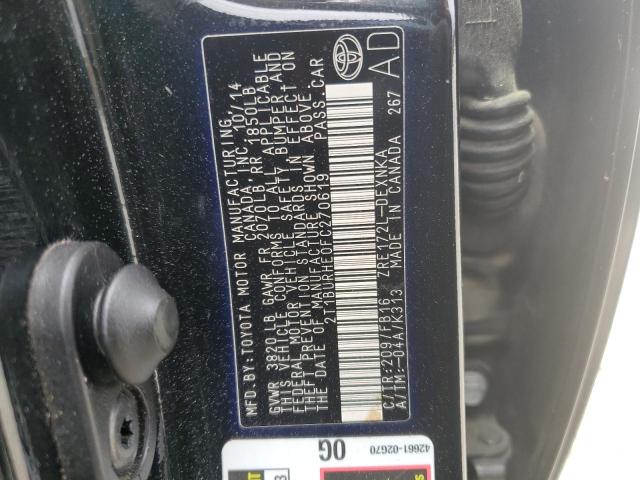 MFD.BY:TOYOTA MOTOR MANUFACTURING,
CANADA, INC. 10/14
GVWR 3820LB GAWR FR 2070LB, RR 1850LB
THIS VEHICLE CONFORMS TO ALL APPLICABLE
FEDERAL MOTOR VEHICLE SAFETY, BUMPER, AND
THEFT PREVENTION STANDARDS IN EFFECT ON
THE DATE OF MANUFACTURE SHOWN ABOVE.
2T1BURHE0FC270619 PASS.CAR
C/TR:209/FB16 ZRE172L-DEXNKA
A/TM:-04A/K313 MADE IN CANADA 267
AD
0G
42661-02G70